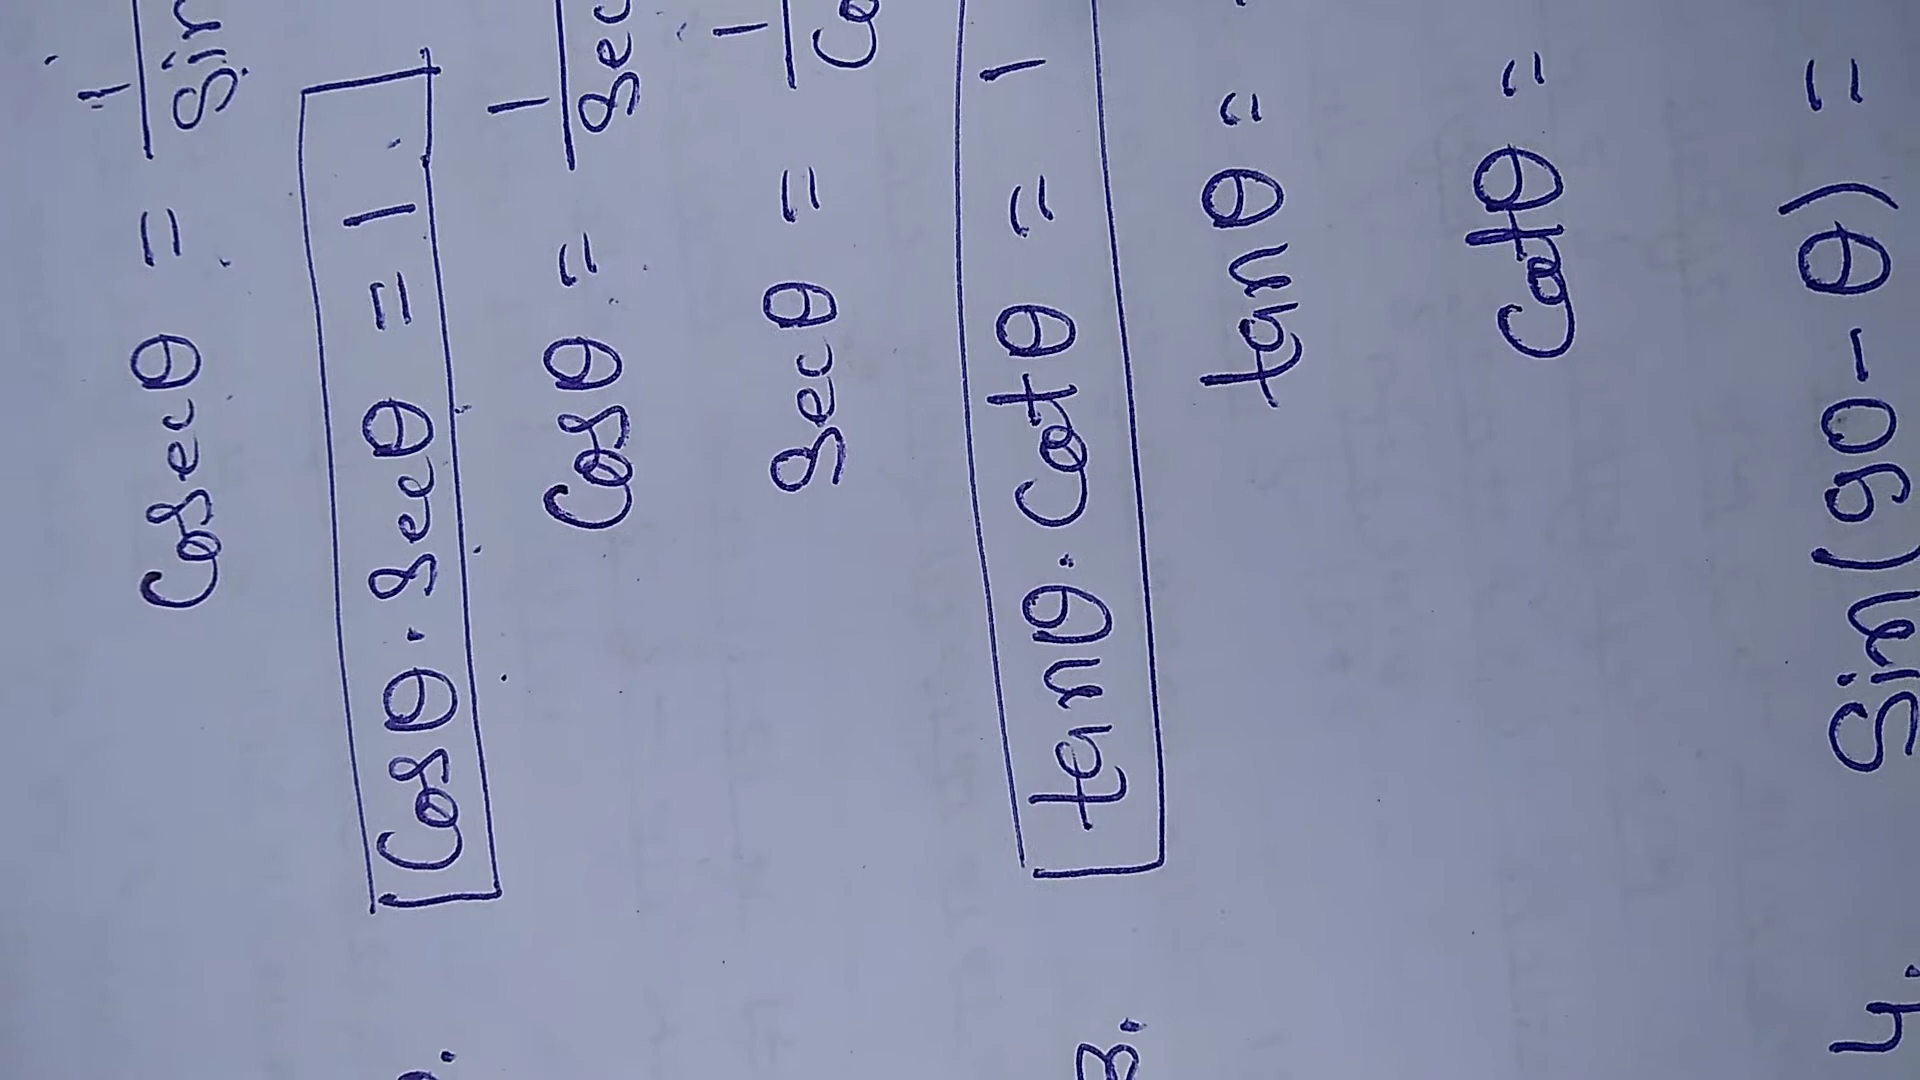 Cosecθ = 1/Sin
Cosθ · Secθ = 1
Cosθ = 1/Sec
Secθ = 1/Co
3. tanθ · Cotθ = 1
tanθ =
Cotθ =
4. Sin(90-θ) =